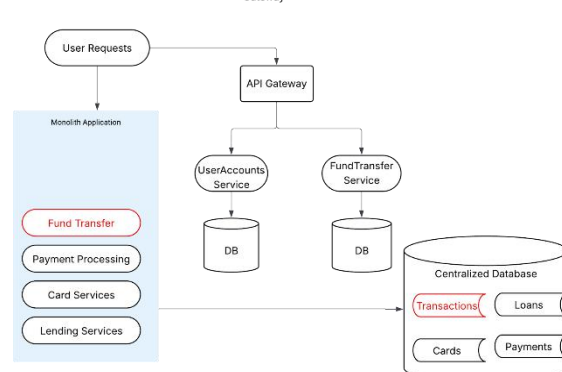 Gateway
User Requests
API Gateway
Monolith Application
UserAccounts
Service
FundTransfer
Service
Fund Transfer
Payment Processing
Card Services
Lending Services
DB
DB
Centralized Database
Transactions
Loans
Cards
Payments